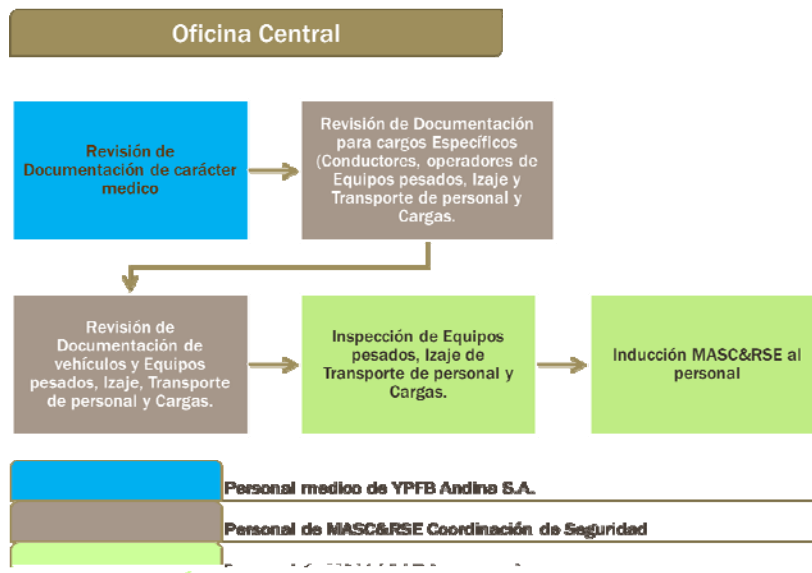 Oficina Central
Revisión de
Documentación de carácter
medico
Revisión de Documentación
para cargos Específicos
(Conductores, operadores de
Equipos pesados, Izaje y
Transporte de personal y
Cargas.
Revisión de
Documentación de
vehículos y Equipos
pesados, Izaje, Transporte
de personal y Cargas.
Inspección de Equipos
pesados, Izaje de
Transporte de personal y
Cargas.
Inducción MASC&RSE al
personal
Personal medico de YPFB Andina S.A.
Personal de MASC&RSE Coordinación de Seguridad